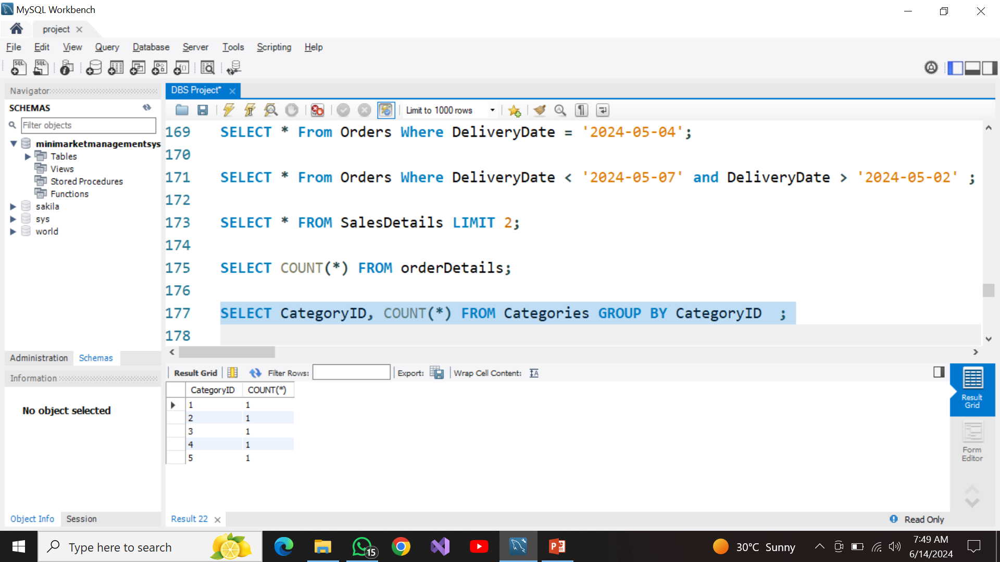 MySQL Workbench
project
File Edit View Query Database Server Tools Scripting Help
Navigator
DBS Project*
SCHEMAS
Limit to 1000 rows
Filter objects
minimarketmanagementsys
Tables
Views
Stored Procedures
Functions
sakila
sys
world
169 SELECT * From Orders Where DeliveryDate = '2024-05-04';
170
171 SELECT * From Orders Where DeliveryDate < '2024-05-07' and DeliveryDate > '2024-05-02' ;
172
173 SELECT * FROM SalesDetails LIMIT 2;
174
175 SELECT COUNT(*) FROM orderDetails;
176
177 SELECT CategoryID, COUNT(*) FROM Categories GROUP BY CategoryID ;
178
Administration Schemas
Information
No object selected
Result Grid Filter Rows: Export: Wrap Cell Content:
CategoryID COUNT(*)
1 1
2 1
3 1
4 1
5 1
Result
Grid
Form
Editor
Object Info Session
Result 22
Read Only
Type here to search
15
30°C Sunny
7:49 AM
6/14/2024